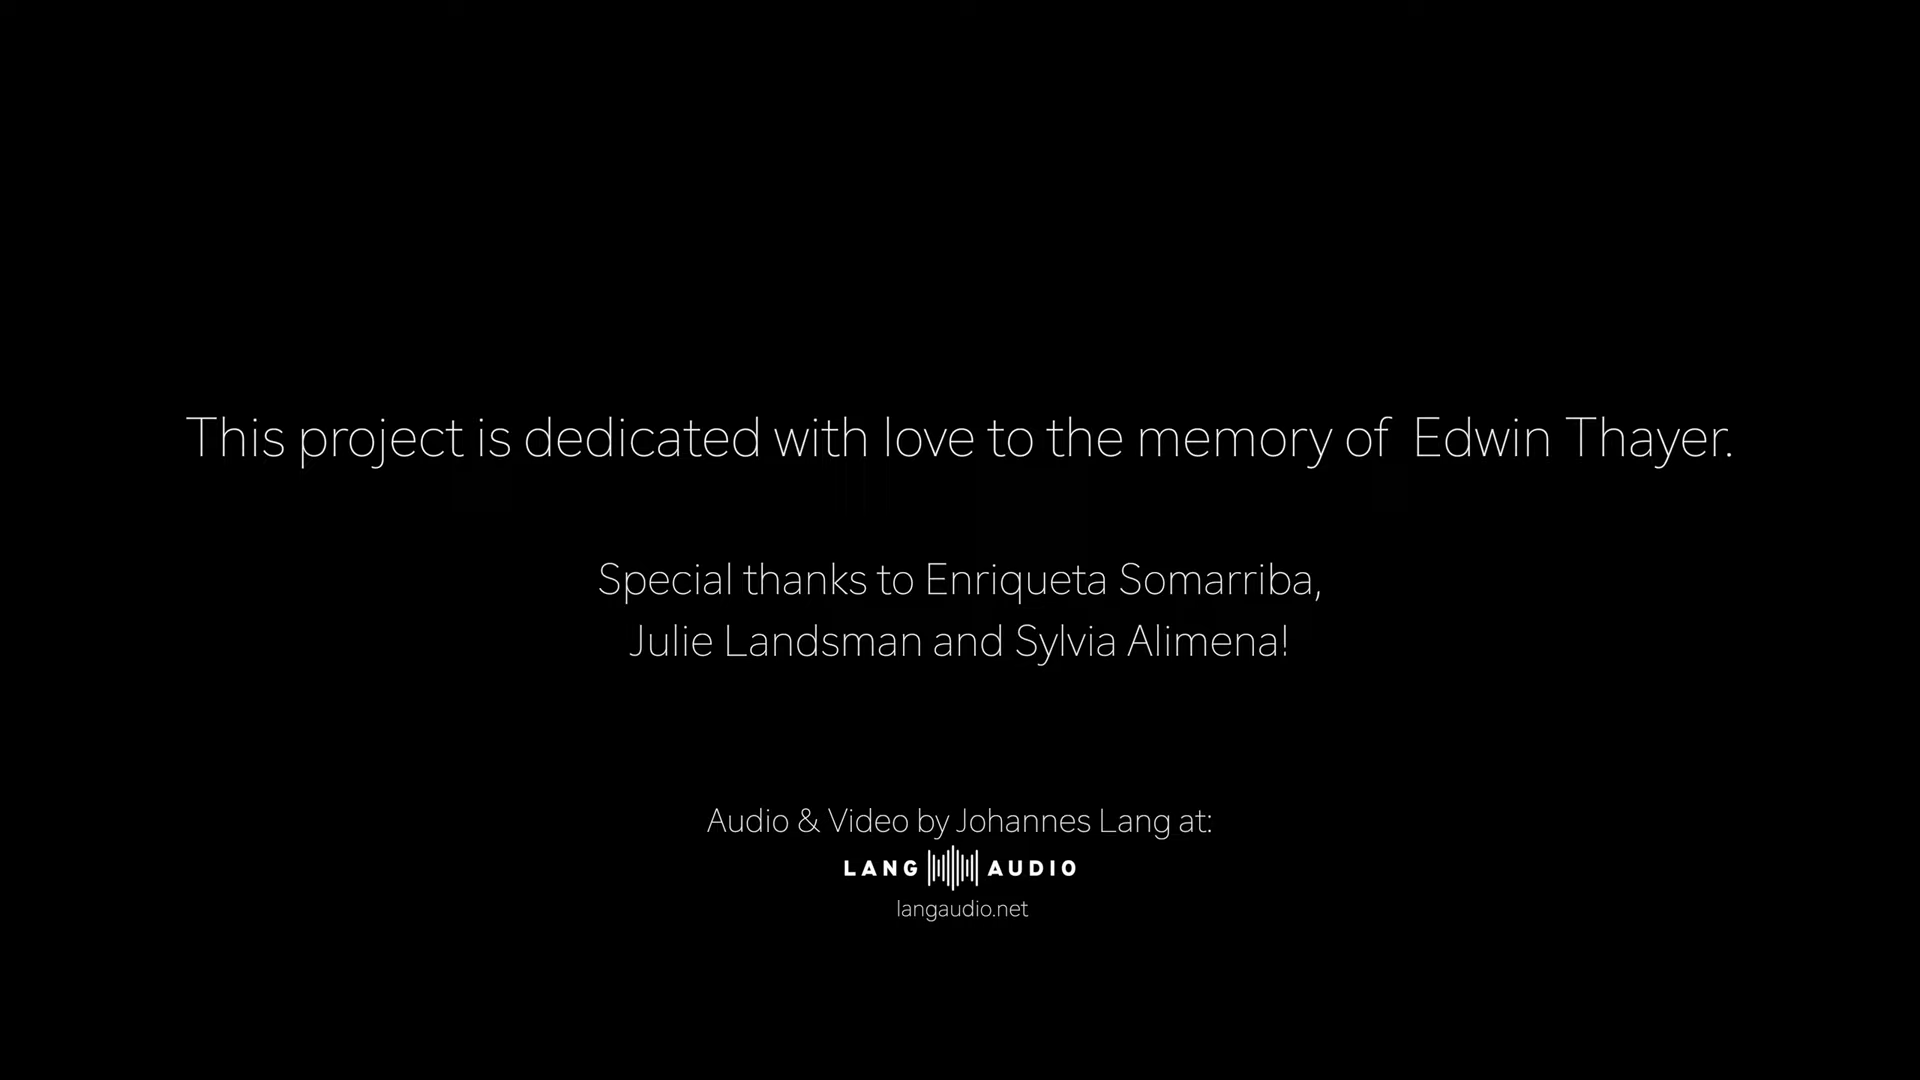 This project is dedicated with love to the memory of Edwin Thayer.
Special thanks to Enriqueta Somarriba,
Julie Landsman and Sylvia Alimena!
Audio & Video by Johannes Lang at:
LANG AUDIO
langaudio.net